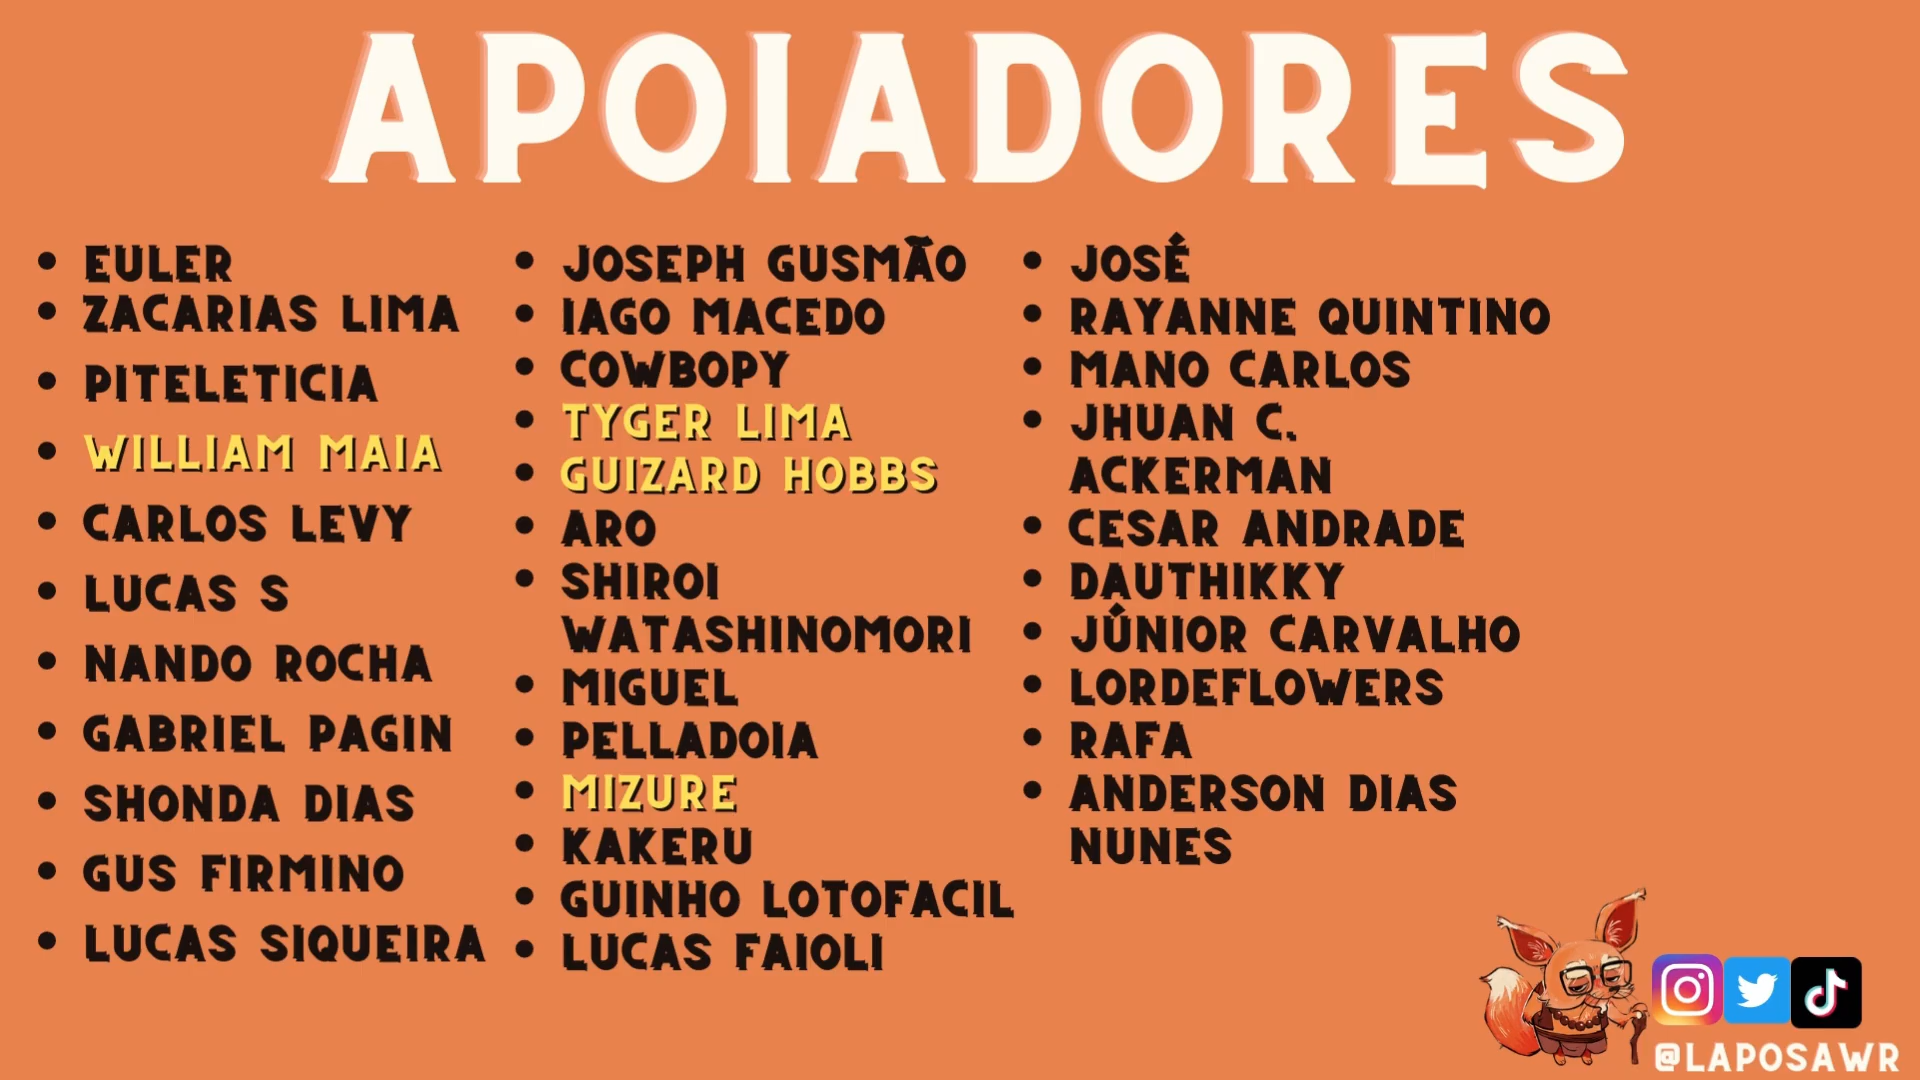 APOIADORES
EULER
ZACARIAS LIMA
PITELETICIA
WILLIAM MAIA
CARLOS LEVY
LUCAS S
NANDO ROCHA
GABRIEL PAGIN
SHONDA DIAS
GUS FIRMINO
LUCAS SIQUEIRA
JOSEPH GUSMÃO
IAGO MACEDO
COWBOPY
TYGER LIMA
GUIZARD HOBBS
ARO
SHIROI
WATASHINOMORI
MIGUEL
PELLADOIA
MIZURE
KAKERU
GUINHO LOTOFACIL
LUCAS FAIOLI
JOSÉ
RAYANNE QUINTINO
MANO CARLOS
JHUAN C.
ACKERMAN
CESAR ANDRADE
DAUTHIKKY
JÚNIOR CARVALHO
LORDEFLOWERS
RAFA
ANDERSON DIAS
NUNES
@LAPOSAWR